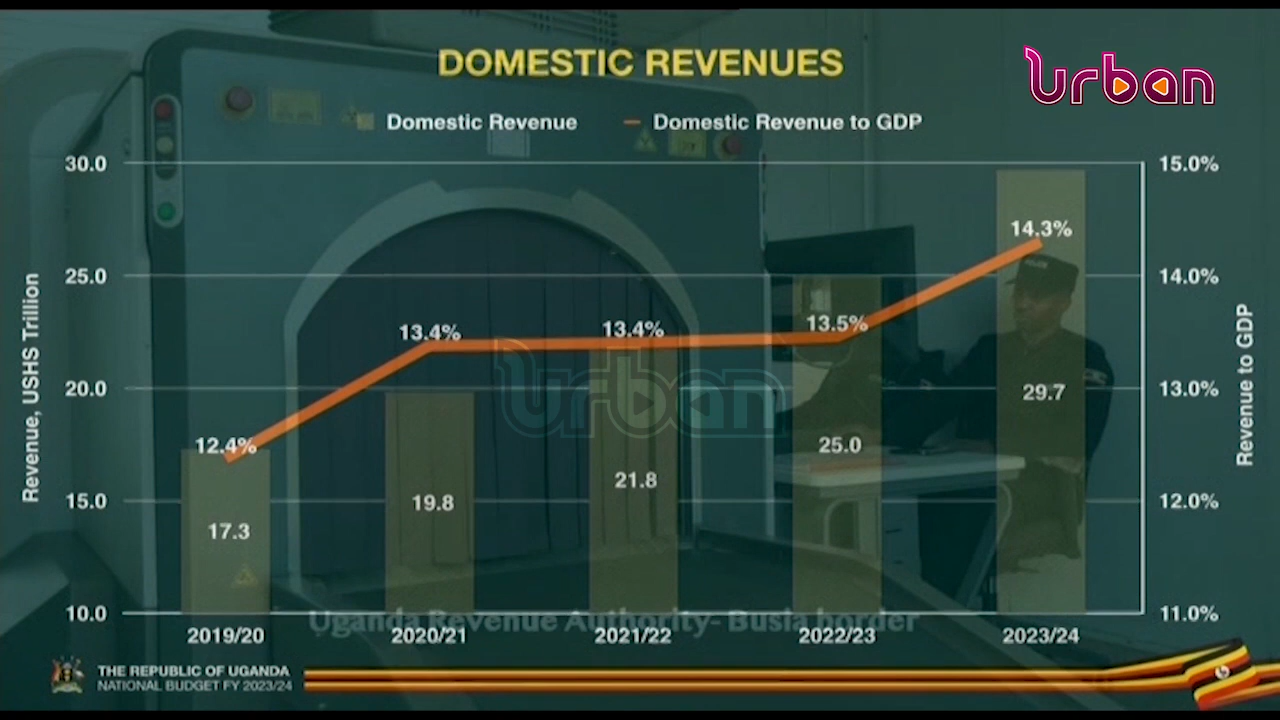 DOMESTIC REVENUES
Urban
Domestic Revenue
Domestic Revenue to GDP
Revenue, USHS Trillion
30.0
25.0
20.0
15.0
10.0
15.0%
14.0%
13.0%
12.0%
11.0%
Revenue to GDP
12.4%
13.4%
13.4%
13.5%
14.3%
17.3
19.8
21.8
25.0
29.7
Urban
Uganda Revenue Authority- Busia border
2019/20
2020/21
2021/22
2022/23
2023/24
THE REPUBLIC OF UGANDA
NATIONAL BUDGET FY 2023/24